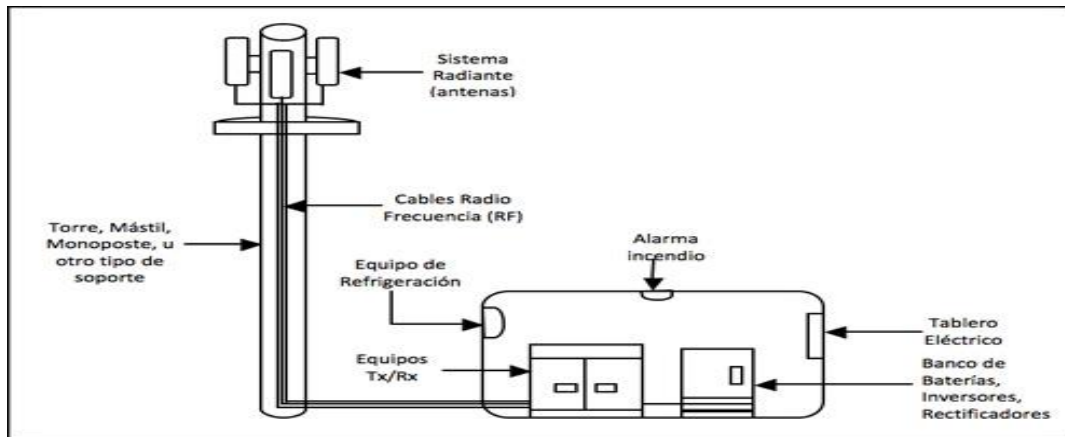 Sistema
Radiante
(antenas)
Cables Radio
Frecuencia (RF)
Torre, Mástil,
Monoposte, u
otro tipo de
soporte
Alarma
incendio
Equipo de
Refrigeración
Tablero
Eléctrico
Equipos
Tx/Rx
Banco de
Baterías,
Inversores,
Rectificadores